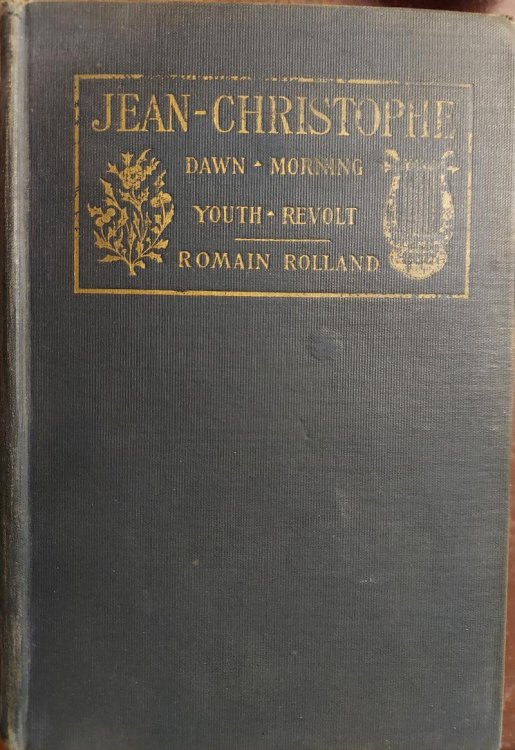 JEAN-CHRISTOPHE
DAWN ▲ MORNING
YOUTH ▲ REVOLT
ROMAIN ROLLAND